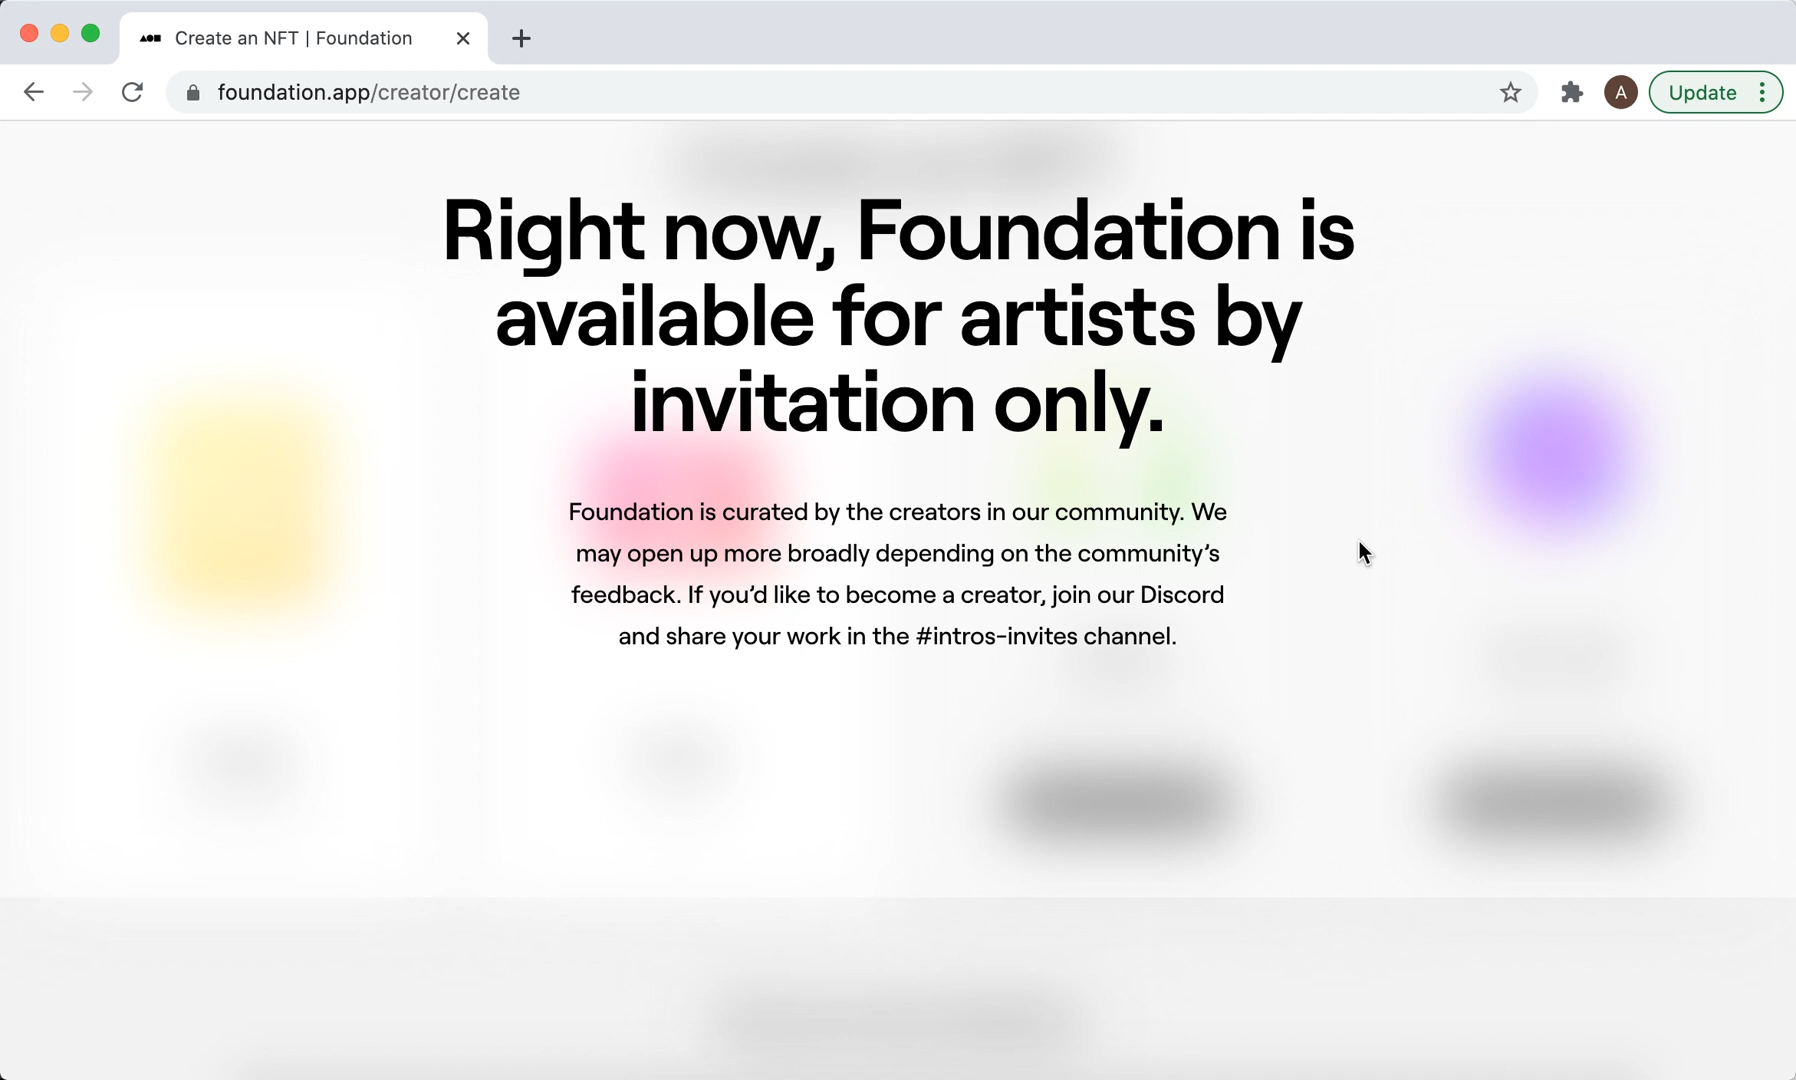 Create an NFT | Foundation
foundation.app/creator/create
A
Update
Right now, Foundation is
available for artists by
invitation only.
Foundation is curated by the creators in our community. We
may open up more broadly depending on the community’s
feedback. If you’d like to become a creator, join our Discord
and share your work in the #intros-invites channel.